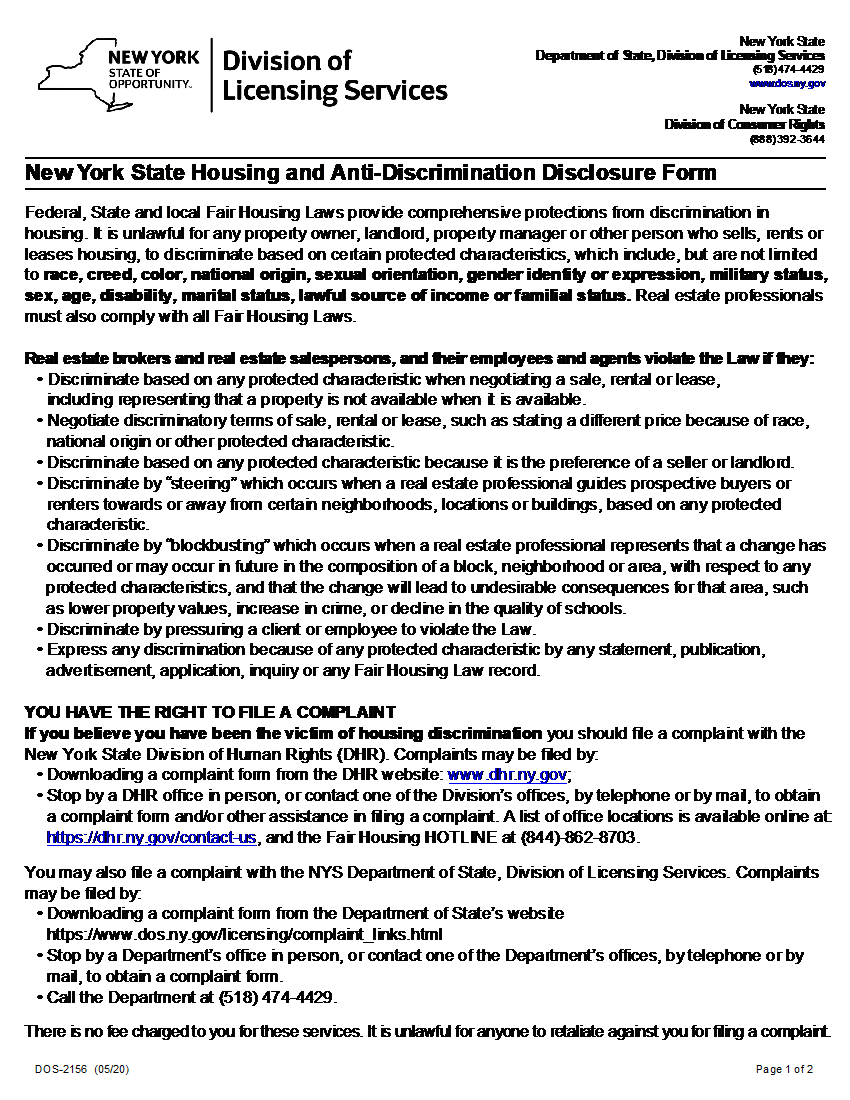 NEW YORK
STATE OF
OPPORTUNITY™
Division of
Licensing Services
New York State
Department of State, Division of Licensing Services
(518)474-4429
www.dos.ny.gov
New York State
Division of Consumer Rights
(888)392-3644
New York State Housing and Anti-Discrimination Disclosure Form
Federal, State and local Fair Housing Laws provide comprehensive protections from discrimination in
housing. It is unlawful for any property owner, landlord, property manager or other person who sells, rents or
leases housing, to discriminate based on certain protected characteristics, which include, but are not limited
to race, creed, color, national origin, sexual orientation, gender identity or expression, military status,
sex, age, disability, marital status, lawful source of income or familial status. Real estate professionals
must also comply with all Fair Housing Laws.
Real estate brokers and real estate salespersons, and their employees and agents violate the Law if they:
• Discriminate based on any protected characteristic when negotiating a sale, rental or lease,
including representing that a property is not available when it is available.
• Negotiate discriminatory terms of sale, rental or lease, such as stating a different price because of race,
national origin or other protected characteristic.
• Discriminate based on any protected characteristic because it is the preference of a seller or landlord.
• Discriminate by “steering” which occurs when a real estate professional guides prospective buyers or
renters towards or away from certain neighborhoods, locations or buildings, based on any protected
characteristic.
• Discriminate by “blockbusting” which occurs when a real estate professional represents that a change has
occurred or may occur in future in the composition of a block, neighborhood or area, with respect to any
protected characteristics, and that the change will lead to undesirable consequences for that area, such
as lower property values, increase in crime, or decline in the quality of schools.
• Discriminate by pressuring a client or employee to violate the Law.
• Express any discrimination because of any protected characteristic by any statement, publication,
advertisement, application, inquiry or any Fair Housing Law record.
YOU HAVE THE RIGHT TO FILE A COMPLAINT
If you believe you have been the victim of housing discrimination you should file a complaint with the
New York State Division of Human Rights (DHR). Complaints may be filed by:
• Downloading a complaint form from the DHR website: www.dhr.ny.gov;
• Stop by a DHR office in person, or contact one of the Division’s offices, by telephone or by mail, to obtain
a complaint form and/or other assistance in filing a complaint. A list of office locations is available online at:
https://dhr.ny.gov/contact-us, and the Fair Housing HOTLINE at (844)-862-8703.
You may also file a complaint with the NYS Department of State, Division of Licensing Services. Complaints
may be filed by:
• Downloading a complaint form from the Department of State’s website
https://www.dos.ny.gov/licensing/complaint_links.html
• Stop by a Department’s office in person, or contact one of the Department’s offices, by telephone or by
mail, to obtain a complaint form.
• Call the Department at (518) 474-4429.
There is no fee charged to you for these services. It is unlawful for anyone to retaliate against you for filing a complaint.
DOS-2156 (05/20)
Page 1 of 2